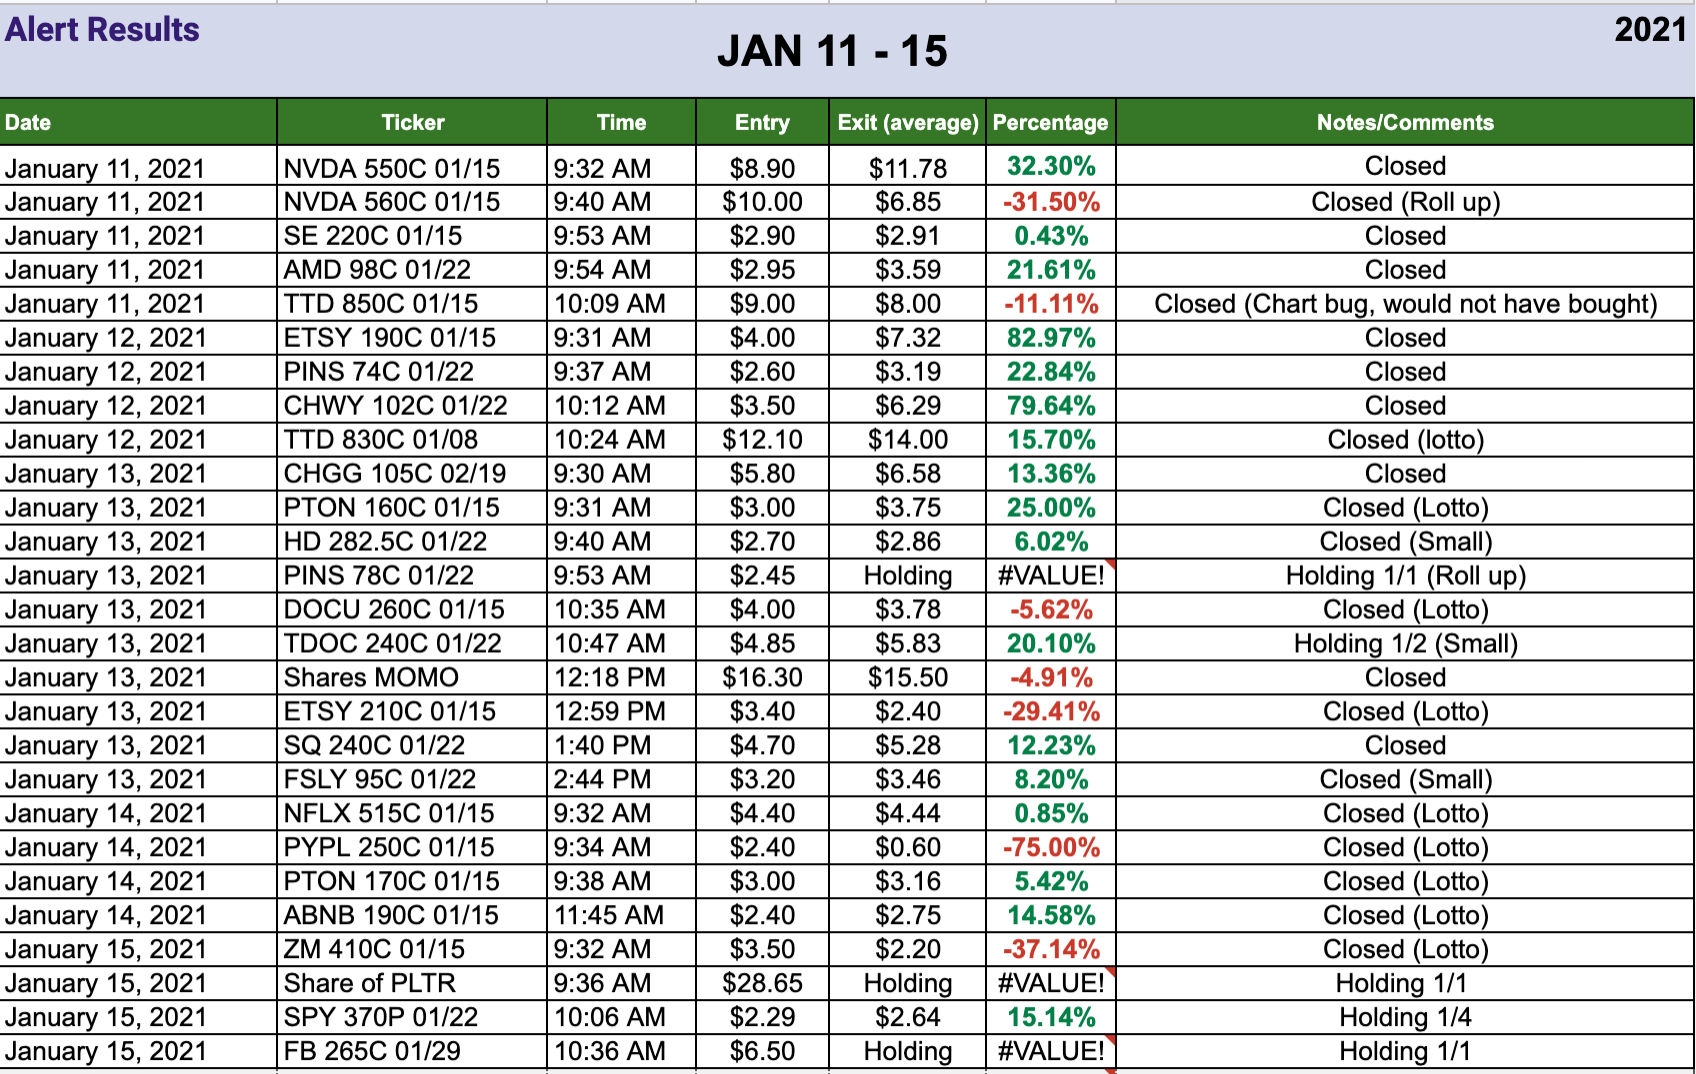 Alert Results
2021
JAN 11 - 15
Date Ticker Time Entry Exit (average) Percentage Notes/Comments
January 11, 2021 NVDA 550C 01/15 9:32 AM $8.90 $11.78 32.30% Closed
January 11, 2021 NVDA 560C 01/15 9:40 AM $10.00 $6.85 -31.50% Closed (Roll up)
January 11, 2021 SE 220C 01/15 9:53 AM $2.90 $2.91 0.43% Closed
January 11, 2021 AMD 98C 01/22 9:54 AM $2.95 $3.59 21.61% Closed
January 11, 2021 TTD 850C 01/15 10:09 AM $9.00 $8.00 -11.11% Closed (Chart bug, would not have bought)
January 12, 2021 ETSY 190C 01/15 9:31 AM $4.00 $7.32 82.97% Closed
January 12, 2021 PINS 74C 01/22 9:37 AM $2.60 $3.19 22.84% Closed
January 12, 2021 CHWY 102C 01/22 10:12 AM $3.50 $6.29 79.64% Closed
January 12, 2021 TTD 830C 01/08 10:24 AM $12.10 $14.00 15.70% Closed (lotto)
January 13, 2021 CHGG 105C 02/19 9:30 AM $5.80 $6.58 13.36% Closed
January 13, 2021 PTON 160C 01/15 9:31 AM $3.00 $3.75 25.00% Closed (Lotto)
January 13, 2021 HD 282.5C 01/22 9:40 AM $2.70 $2.86 6.02% Closed (Small)
January 13, 2021 PINS 78C 01/22 9:53 AM $2.45 Holding #VALUE! Holding 1/1 (Roll up)
January 13, 2021 DOCU 260C 01/15 10:35 AM $4.00 $3.78 -5.62% Closed (Lotto)
January 13, 2021 TDOC 240C 01/22 10:47 AM $4.85 $5.83 20.10% Holding 1/2 (Small)
January 13, 2021 Shares MOMO 12:18 PM $16.30 $15.50 -4.91% Closed
January 13, 2021 ETSY 210C 01/15 12:59 PM $3.40 $2.40 -29.41% Closed (Lotto)
January 13, 2021 SQ 240C 01/22 1:40 PM $4.70 $5.28 12.23% Closed
January 13, 2021 FSLY 95C 01/22 2:44 PM $3.20 $3.46 8.20% Closed (Small)
January 14, 2021 NFLX 515C 01/15 9:32 AM $4.40 $4.44 0.85% Closed (Lotto)
January 14, 2021 PYPL 250C 01/15 9:34 AM $2.40 $0.60 -75.00% Closed (Lotto)
January 14, 2021 PTON 170C 01/15 9:38 AM $3.00 $3.16 5.42% Closed (Lotto)
January 14, 2021 ABNB 190C 01/15 11:45 AM $2.40 $2.75 14.58% Closed (Lotto)
January 15, 2021 ZM 410C 01/15 9:32 AM $3.50 $2.20 -37.14% Closed (Lotto)
January 15, 2021 Share of PLTR 9:36 AM $28.65 Holding #VALUE! Holding 1/1
January 15, 2021 SPY 370P 01/22 10:06 AM $2.29 $2.64 15.14% Holding 1/4
January 15, 2021 FB 265C 01/29 10:36 AM $6.50 Holding #VALUE! Holding 1/1